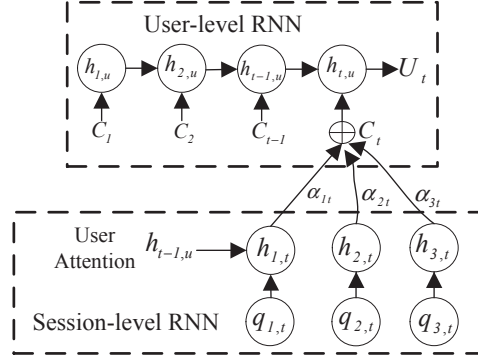 User-level RNN
h1,u h2,u ht−1,u ht,u Ut
C1 C2 Ct−1 Ct
α1t α2t α3t
User
Attention
ht−1,u h1,t h2,t h3,t
Session-level RNN q1,t q2,t q3,t